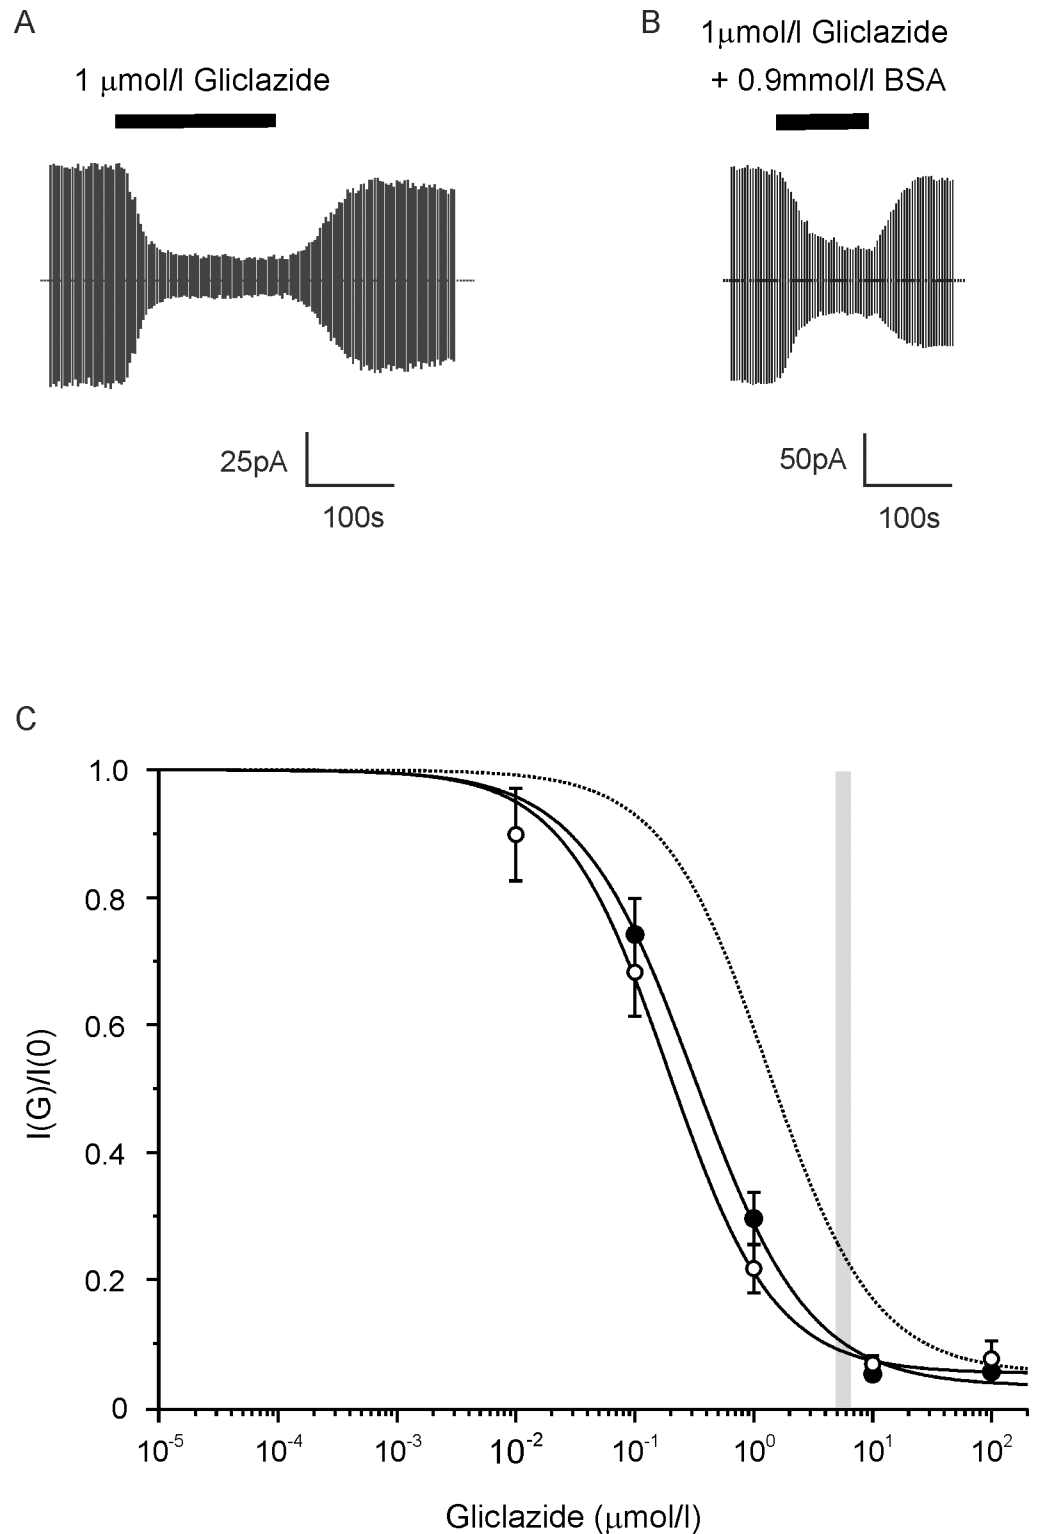 A
1 μmol/l Gliclazide
25pA
100s
B
1μmol/l Gliclazide
+ 0.9mmol/l BSA
50pA
100s
C
I(G)/I(0)
1.0
0.8
0.6
0.4
0.2
0
10⁻⁵ 10⁻⁴ 10⁻³ 10⁻² 10⁻¹ 10⁰ 10¹ 10²
Gliclazide (μmol/l)